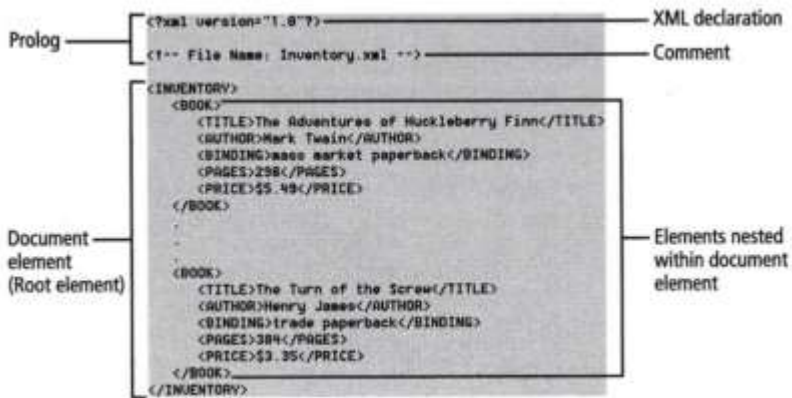 <?xml version="1.0"?>
XML declaration
Prolog
<!-- File Name: Inventory.xml -->
Comment
<INVENTORY>
<BOOK>
<TITLE>The Adventures of Huckleberry Finn</TITLE>
<AUTHOR>Mark Twain</AUTHOR>
<BINDING>mass market paperback</BINDING>
<PAGES>298</PAGES>
<PRICE>$5.49</PRICE>
</BOOK>
.
.
.
Document
element
(Root element)
Elements nested
within document
element
<BOOK>
<TITLE>The Turn of the Screw</TITLE>
<AUTHOR>Henry James</AUTHOR>
<BINDING>trade paperback</BINDING>
<PAGES>384</PAGES>
<PRICE>$3.35</PRICE>
</BOOK>
</INVENTORY>